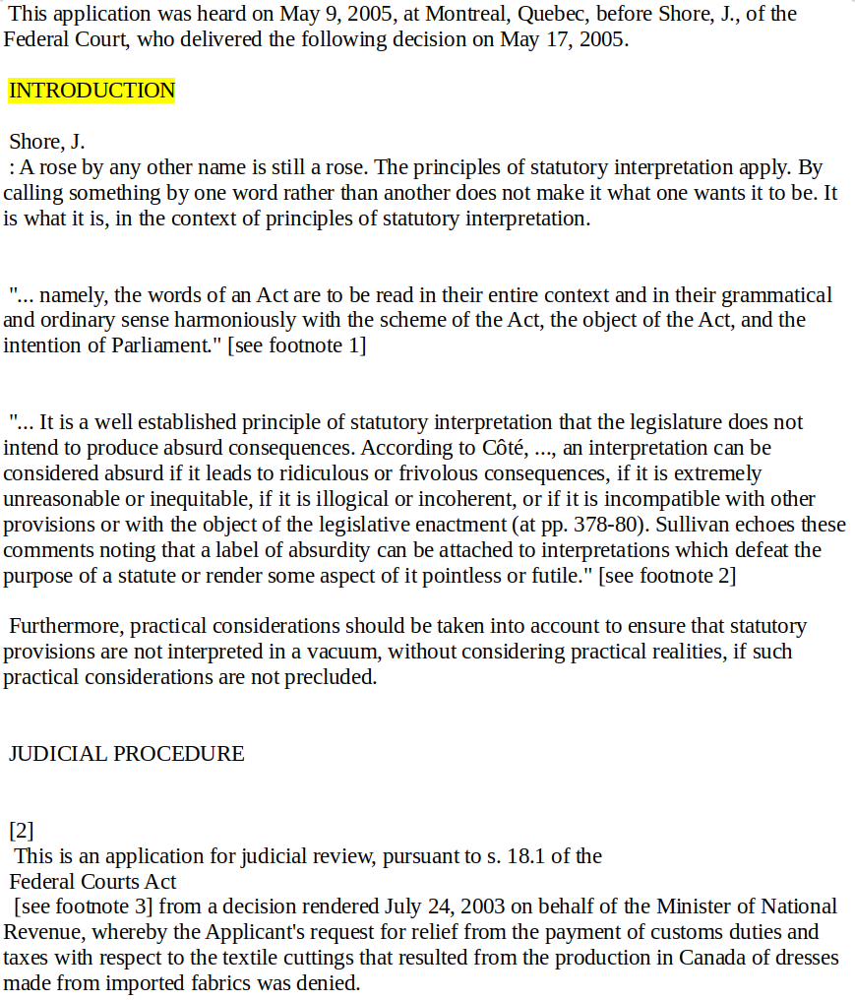 This application was heard on May 9, 2005, at Montreal, Quebec, before Shore, J., of the
Federal Court, who delivered the following decision on May 17, 2005.
INTRODUCTION
Shore, J.
: A rose by any other name is still a rose. The principles of statutory interpretation apply. By
calling something by one word rather than another does not make it what one wants it to be. It
is what it is, in the context of principles of statutory interpretation.
"... namely, the words of an Act are to be read in their entire context and in their grammatical
and ordinary sense harmoniously with the scheme of the Act, the object of the Act, and the
intention of Parliament." [see footnote 1]
"... It is a well established principle of statutory interpretation that the legislature does not
intend to produce absurd consequences. According to Côté, ..., an interpretation can be
considered absurd if it leads to ridiculous or frivolous consequences, if it is extremely
unreasonable or inequitable, if it is illogical or incoherent, or if it is incompatible with other
provisions or with the object of the legislative enactment (at pp. 378-80). Sullivan echoes these
comments noting that a label of absurdity can be attached to interpretations which defeat the
purpose of a statute or render some aspect of it pointless or futile." [see footnote 2]
Furthermore, practical considerations should be taken into account to ensure that statutory
provisions are not interpreted in a vacuum, without considering practical realities, if such
practical considerations are not precluded.
JUDICIAL PROCEDURE
[2]
This is an application for judicial review, pursuant to s. 18.1 of the
Federal Courts Act
[see footnote 3] from a decision rendered July 24, 2003 on behalf of the Minister of National
Revenue, whereby the Applicant's request for relief from the payment of customs duties and
taxes with respect to the textile cuttings that resulted from the production in Canada of dresses
made from imported fabrics was denied.